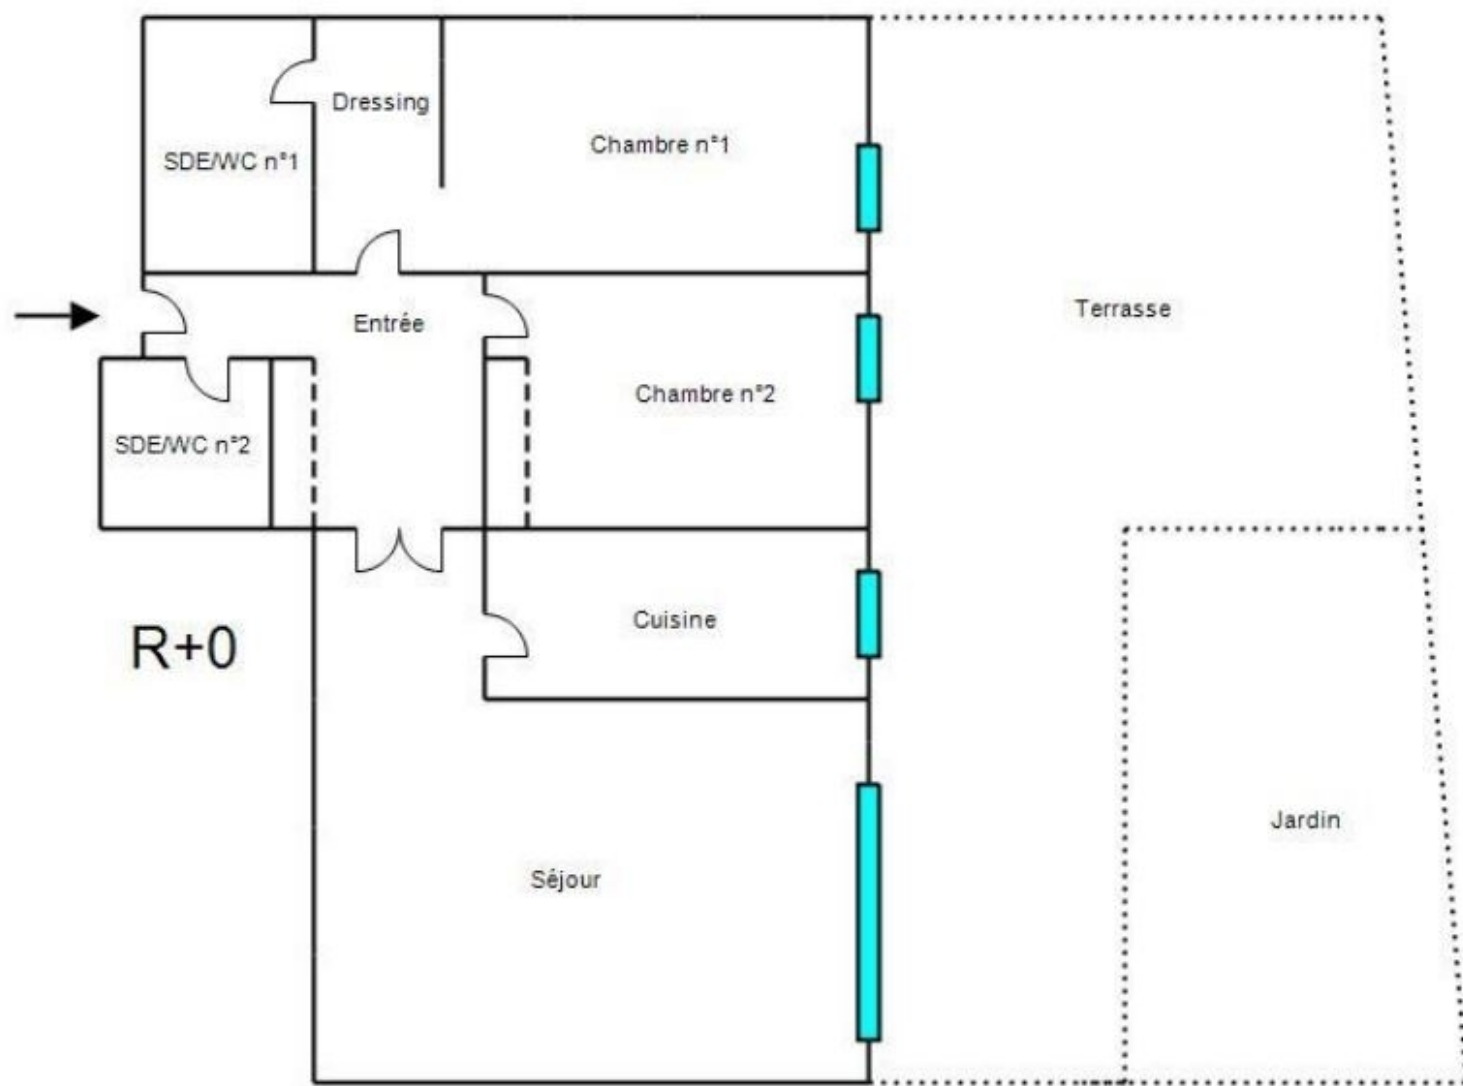 Dressing
Chambre n°1
SDE/WC n°1
Terrasse
Entrée
Chambre n°2
SDE/WC n°2
Cuisine
R+0
Jardin
Séjour